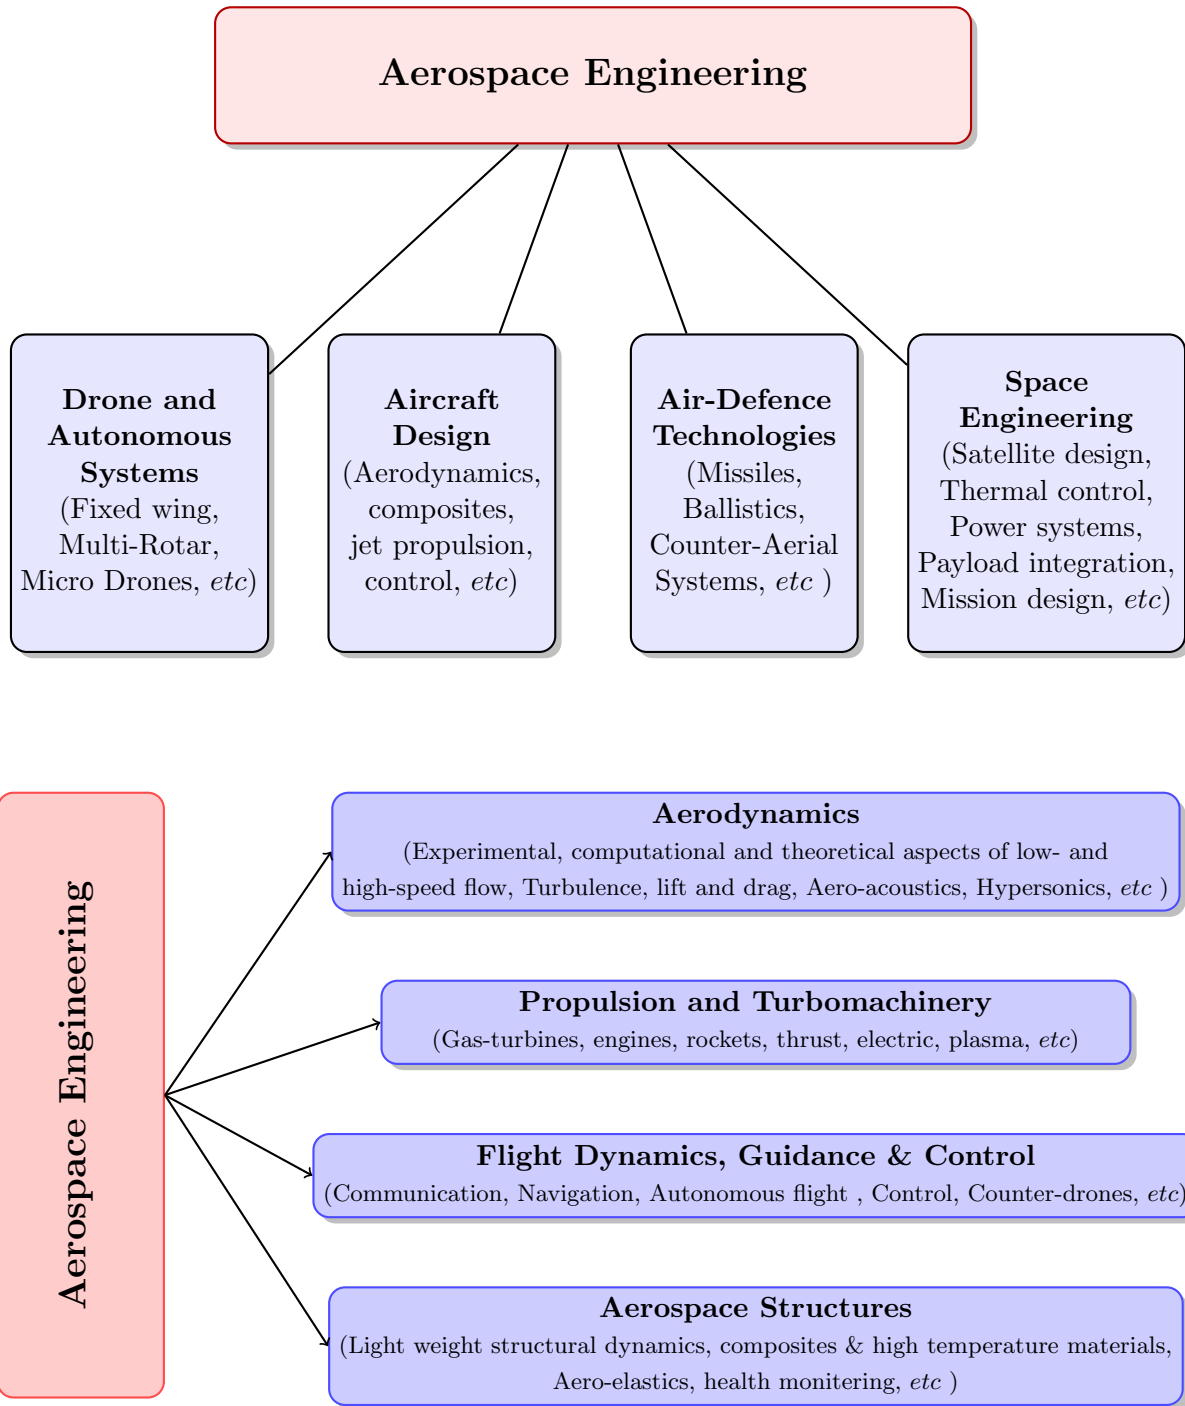 Aerospace Engineering
Drone and
Autonomous
Systems
(Fixed wing,
Multi-Rotar,
Micro Drones, etc)
Aircraft
Design
(Aerodynamics,
composites,
jet propulsion,
control, etc)
Air-Defence
Technologies
(Missiles,
Ballistics,
Counter-Aerial
Systems, etc )
Space
Engineering
(Satellite design,
Thermal control,
Power systems,
Payload integration,
Mission design, etc)
Aerospace Engineering
Aerodynamics
(Experimental, computational and theoretical aspects of low- and
high-speed flow, Turbulence, lift and drag, Aero-acoustics, Hypersonics, etc )
Propulsion and Turbomachinery
(Gas-turbines, engines, rockets, thrust, electric, plasma, etc)
Flight Dynamics, Guidance & Control
(Communication, Navigation, Autonomous flight , Control, Counter-drones, etc)
Aerospace Structures
(Light weight structural dynamics, composites & high temperature materials,
Aero-elastics, health monitering, etc )